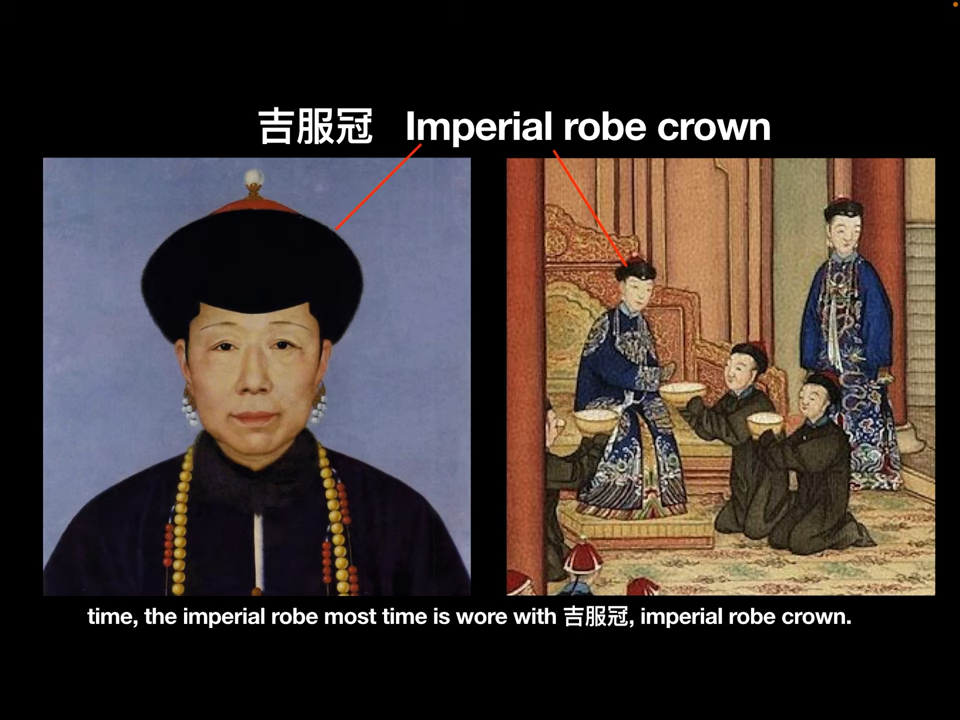 吉服冠 Imperial robe crown
time, the imperial robe most time is wore with 吉服冠, imperial robe crown.